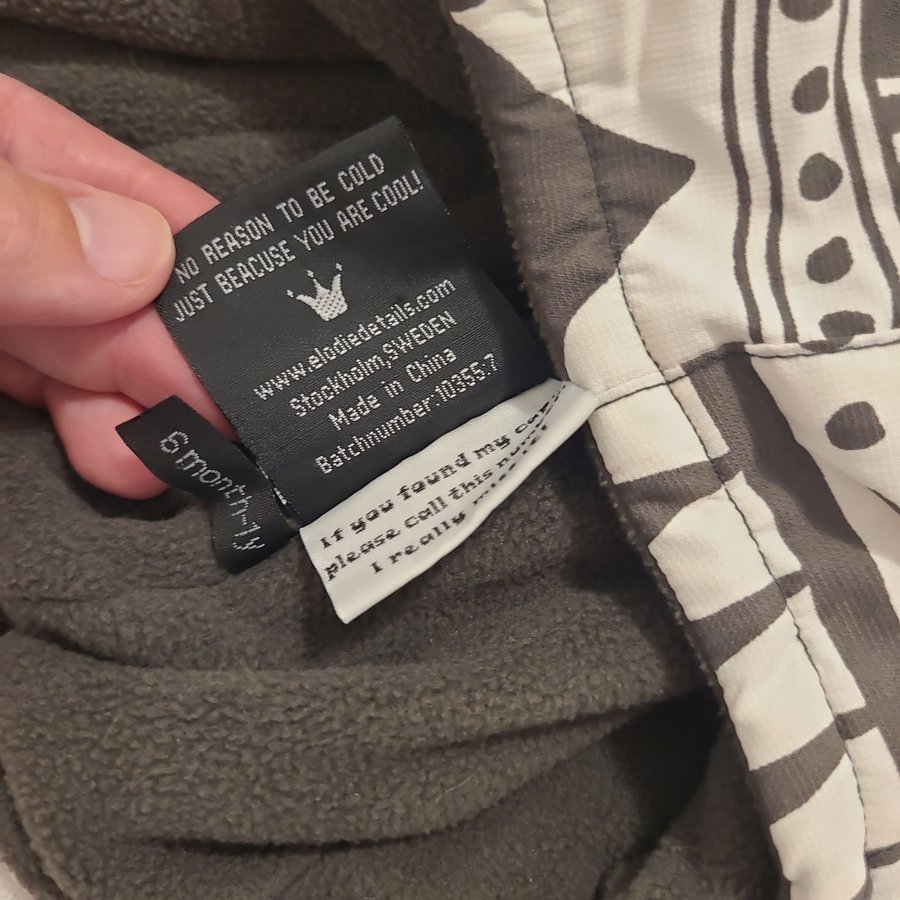 NO REASON TO BE COLD
JUST BEACUSE YOU ARE COOL!
www.elodiedetails.com
Stockholm,SWEDEN
Made in China
Batchnumber:10355.7
6 month-1y
If you found my
please call this
I really